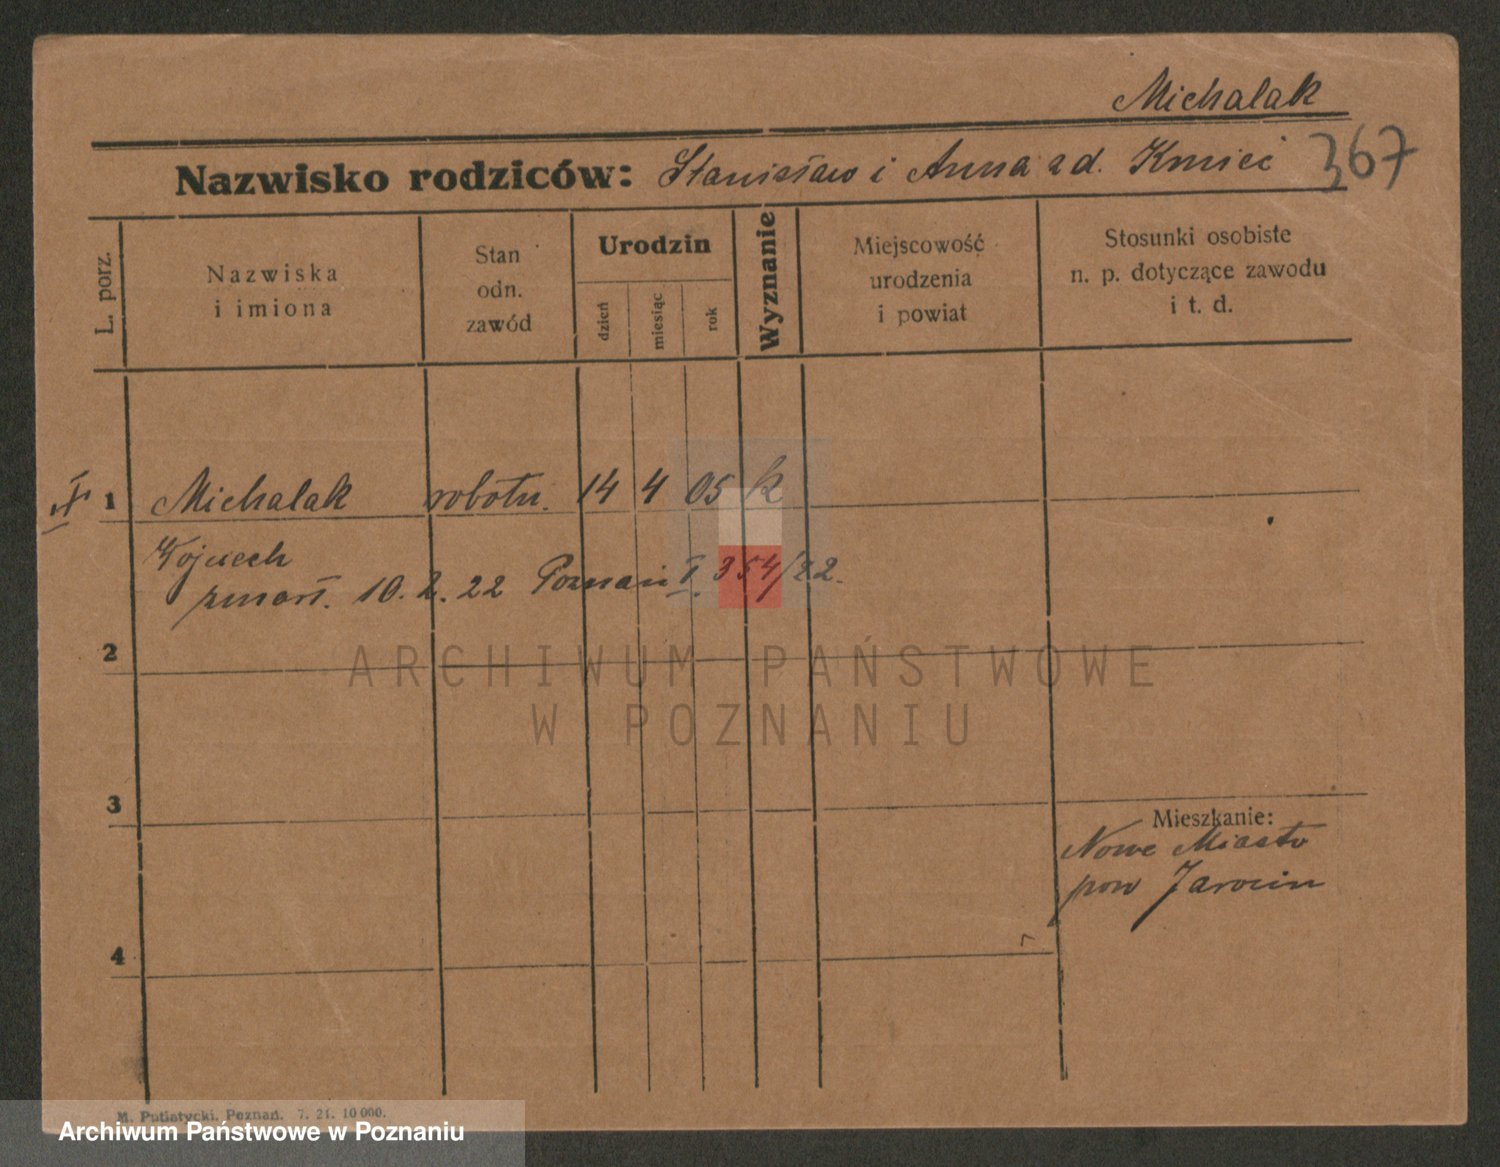 Michalak
Nazwisko rodziców: Stanisław i Anna zd. Kmieć 367
L. porz.
Nazwiska
i imiona
Stan
odn.
zawód
Urodzin
dzień
miesiąc
rok
Wyznanie
Miejscowość
urodzenia
i powiat
Stosunki osobiste
n. p. dotyczące zawodu
i t. d.
1 Michalak robotn. 14 4 05 k
Wojciech
zmarł. 10. 2. 22 Poznań I. 354/22.
2
ARCHIWUM PAŃSTWOWE
W POZNANIU
3
Mieszkanie:
Nowe Miasto
pow Jarocin
4
M. Putiatycki, Poznań. 7. 21. 10 000.
Archiwum Państwowe w Poznaniu